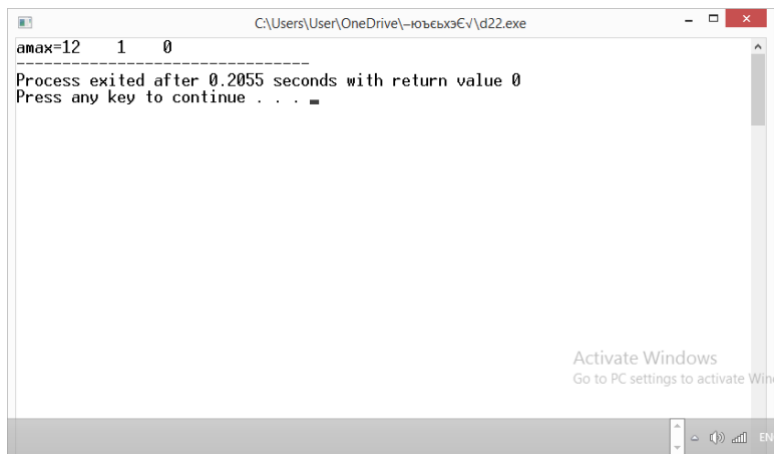 C:\Users\User\OneDrive\–юъєьхэЄ√\d22.exe
amax=12    1    0
--------------------------------
Process exited after 0.2055 seconds with return value 0
Press any key to continue . . .
Activate Windows
Go to PC settings to activate Win
EN